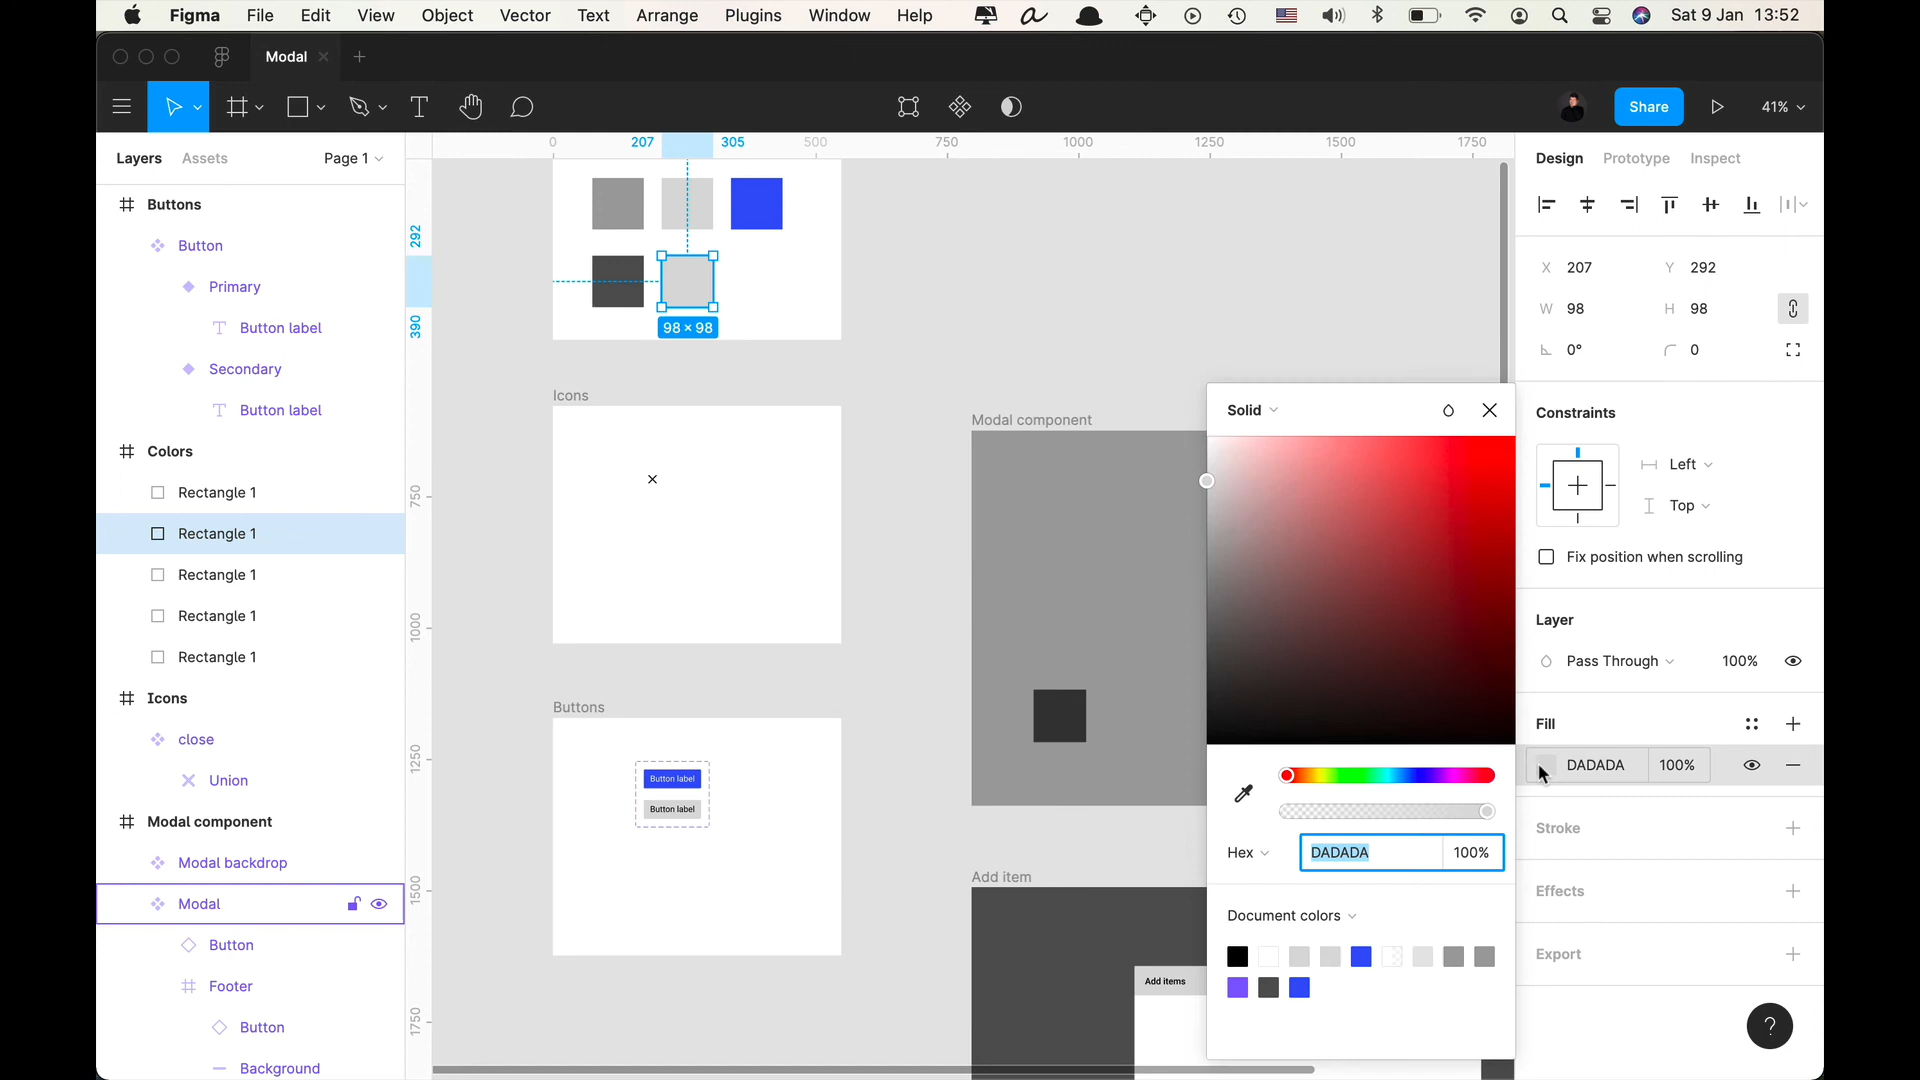 Figma File Edit View Object Vector Text Arrange Plugins Window Help Sat 9 Jan 13:52
Modal
Share 41%
Layers Assets Page 1
0 207 305 500 750 1000 1250 1500 1750
Design Prototype Inspect
Buttons
Button
Primary
Button label
Secondary
Button label
Colors
Rectangle 1
Rectangle 1
Rectangle 1
Rectangle 1
Rectangle 1
Icons
close
Union
Modal component
Modal backdrop
Modal
Button
Footer
Button
Background
292
390
750
1000
1250
1500
1750
98 × 98
Icons
Buttons
Button label
Button label
Modal component
Add item
Add items
Solid
Hex DADADA 100%
Document colors
X 207 Y 292
W 98 H 98
0° 0
Constraints
Left
Top
Fix position when scrolling
Layer
Pass Through 100%
Fill
DADADA 100%
Stroke
Effects
Export
?